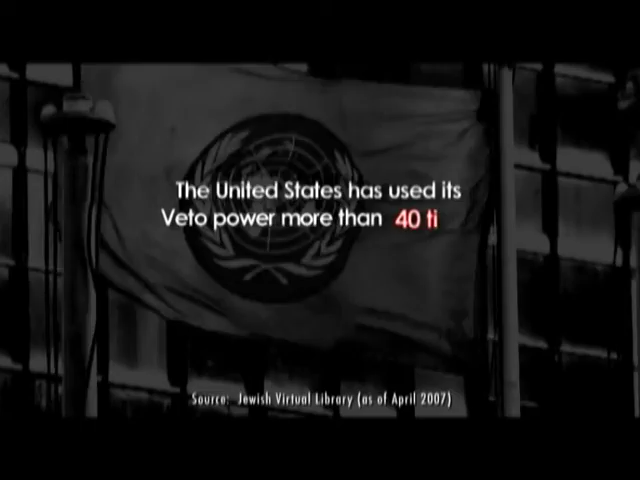 The United States has used its
Veto power more than 40 ti
Source: Jewish Virtual Library (as of April 2007)